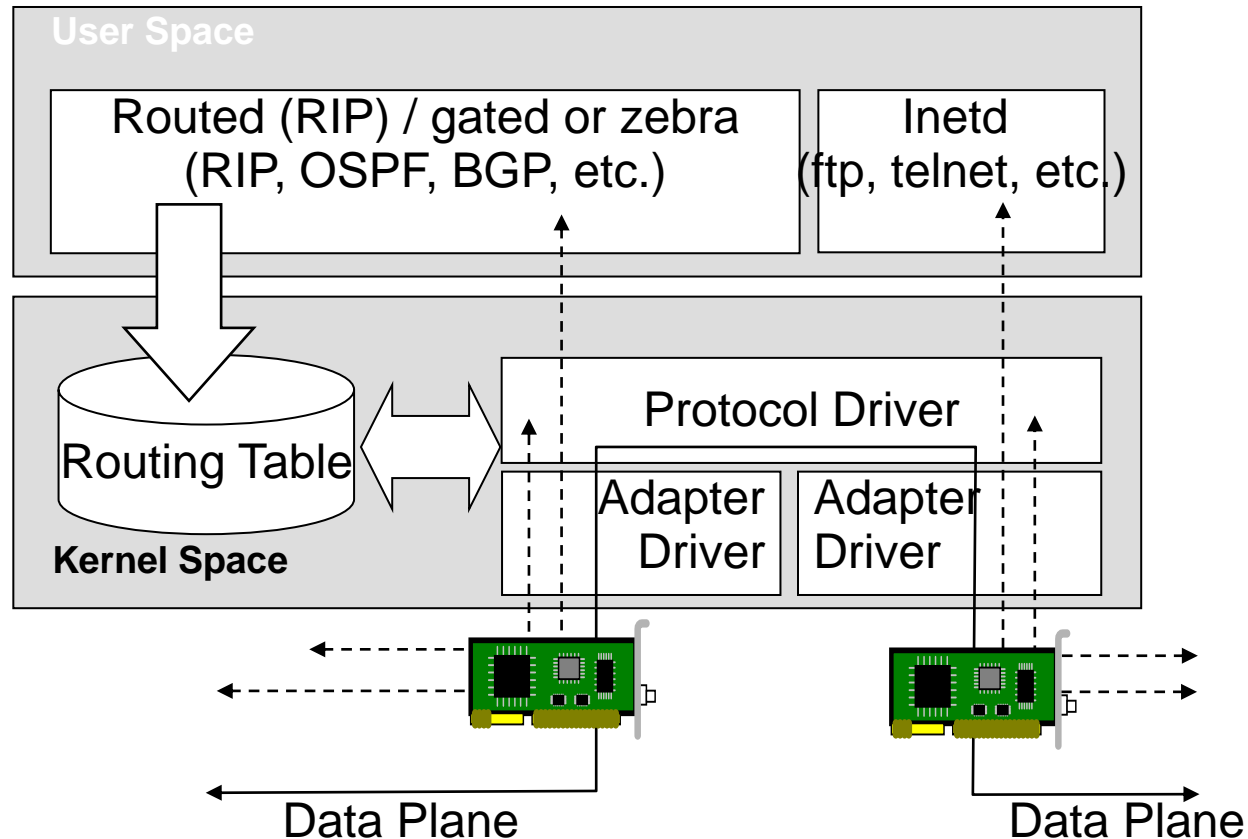 User Space
Routed (RIP) / gated or zebra
(RIP, OSPF, BGP, etc.)
Inetd
(ftp, telnet, etc.)
Routing Table
Kernel Space
Protocol Driver
Adapter
Driver
Adapter
Driver
Data Plane
Data Plane